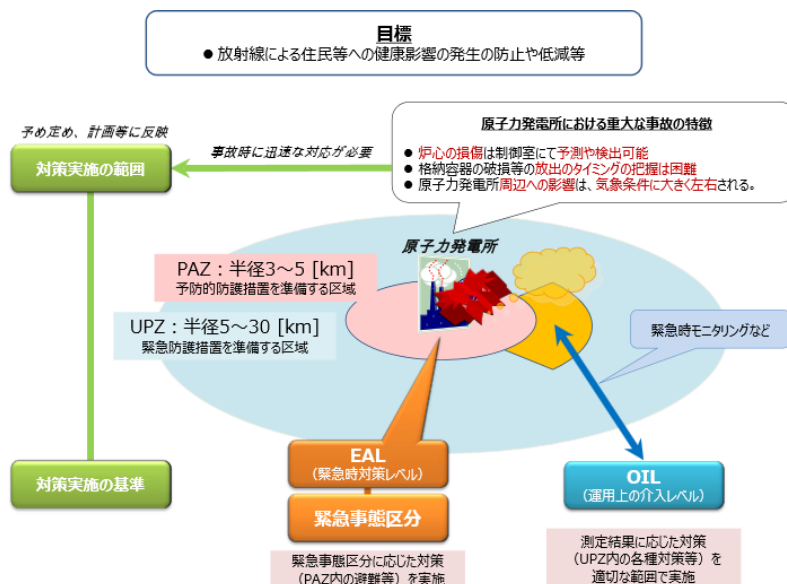 目標
● 放射線による住民等への健康影響の発生の防止や低減等
予め定め、計画等に反映
対策実施の範囲
事故時に迅速な対応が必要
原子力発電所における重大な事故の特徴
● 炉心の損傷は制御室にて予測や検出可能
● 格納容器の破損等の放出のタイミングの把握は困難
● 原子力発電所周辺への影響は、気象条件に大きく左右される。
原子力発電所
PAZ:半径3~5 [km]
予防的防護措置を準備する区域
UPZ:半径5~30 [km]
緊急防護措置を準備する区域
緊急時モニタリングなど
対策実施の基準
EAL
(緊急時対策レベル)
緊急事態区分
OIL
(運用上の介入レベル)
緊急事態区分に応じた対策
(PAZ内の避難等)を実施
測定結果に応じた対策
(UPZ内の各種対策等)を
適切な範囲で実施